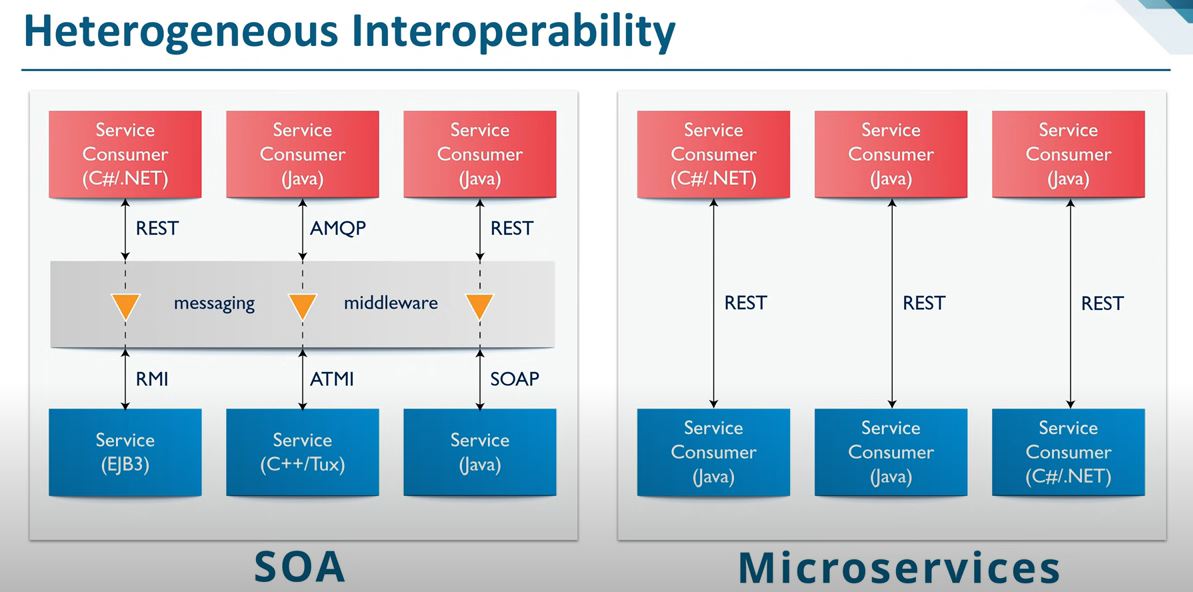 Heterogeneous Interoperability
Service
Consumer
(C#/.NET)
Service
Consumer
(Java)
Service
Consumer
(Java)
REST
AMQP
REST
messaging
middleware
RMI
ATMI
SOAP
Service
(EJB3)
Service
(C++/Tux)
Service
(Java)
SOA
Service
Consumer
(C#/.NET)
Service
Consumer
(Java)
Service
Consumer
(Java)
REST
REST
REST
Service
Consumer
(Java)
Service
Consumer
(Java)
Service
Consumer
(C#/.NET)
Microservices